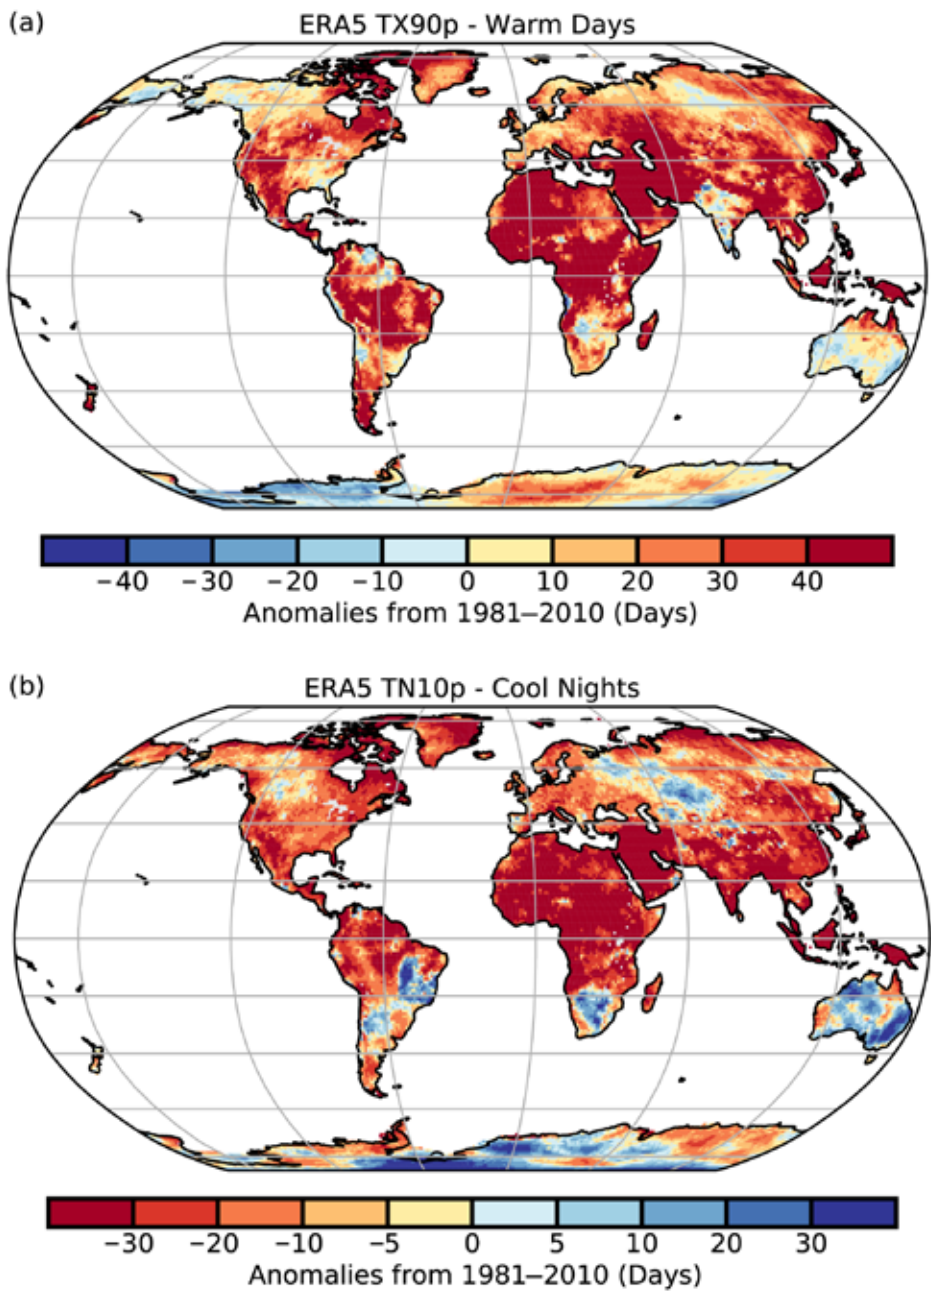 (a)
ERA5 TX90p - Warm Days
−40 −30 −20 −10 0 10 20 30 40
Anomalies from 1981–2010 (Days)
(b)
ERA5 TN10p - Cool Nights
−30 −20 −10 −5 0 5 10 20 30
Anomalies from 1981–2010 (Days)